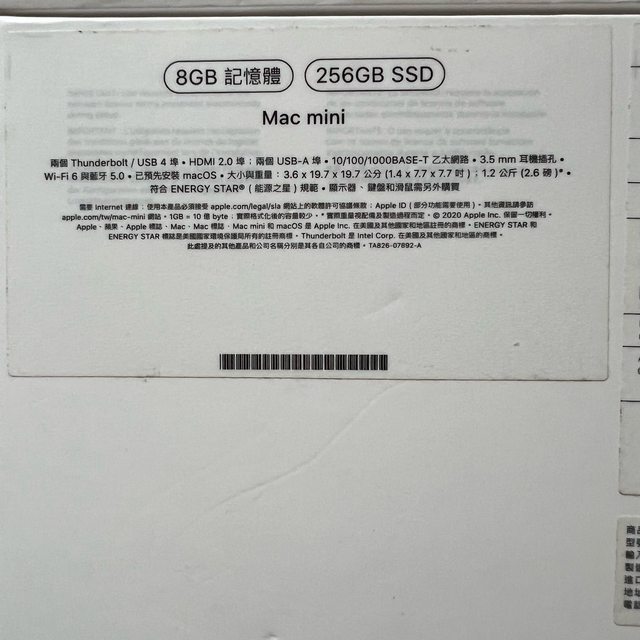 8GB 記憶體 256GB SSD
Mac mini
兩個 Thunderbolt / USB 4 埠 • HDMI 2.0 埠；兩個 USB-A 埠 • 10/100/1000BASE-T 乙太網路 • 3.5 mm 耳機插孔 •
Wi-Fi 6 與藍牙 5.0 • 已預先安裝 macOS • 大小與重量：3.6 x 19.7 x 19.7 公分 (1.4 x 7.7 x 7.7 吋)；1.2 公斤 (2.6 磅)* •
符合 ENERGY STAR® (能源之星) 規範 • 顯示器、鍵盤和滑鼠需另外購買
需要 Internet 連線；使用本產品必須接受 apple.com/legal/sla 網站上的軟體許可協議條款；Apple ID (部分功能需要使用)。其他資訊請參訪
apple.com/tw/mac-mini 網站。1GB = 10 億 byte；實際格式化後的容量較少。*實際重量視配備及製造過程而定。© 2020 Apple Inc. 保留一切權利。
Apple、蘋果、Apple 標誌、Mac、Mac 標誌、Mac mini 和 macOS 是 Apple Inc. 在美國及其他國家和地區註冊的商標。ENERGY STAR 和
ENERGY STAR 標誌是美國國家環境保護局所有的註冊商標。Thunderbolt 是 Intel Corp. 在美國及其他國家和地區的商標。
此處提及的其他產品和公司名稱分別是其各自公司的商標。 TA826-07892-A
商品
型號
輸入
製造
進口
地址
電話